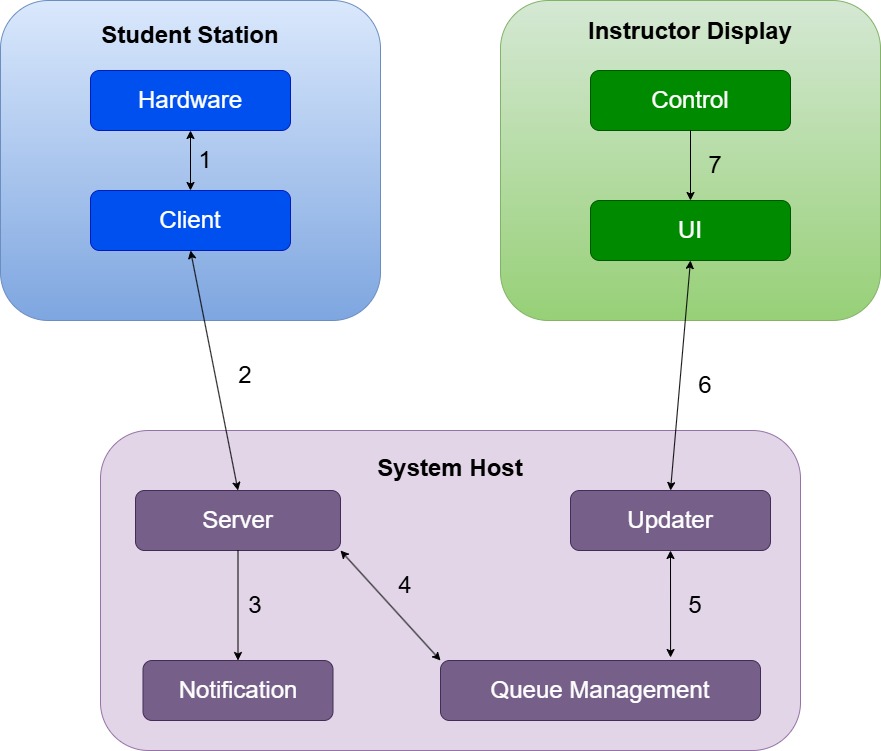 Student Station
Hardware
1
Client
Instructor Display
Control
7
UI
2
6
System Host
Server
Updater
3
4
5
Notification
Queue Management